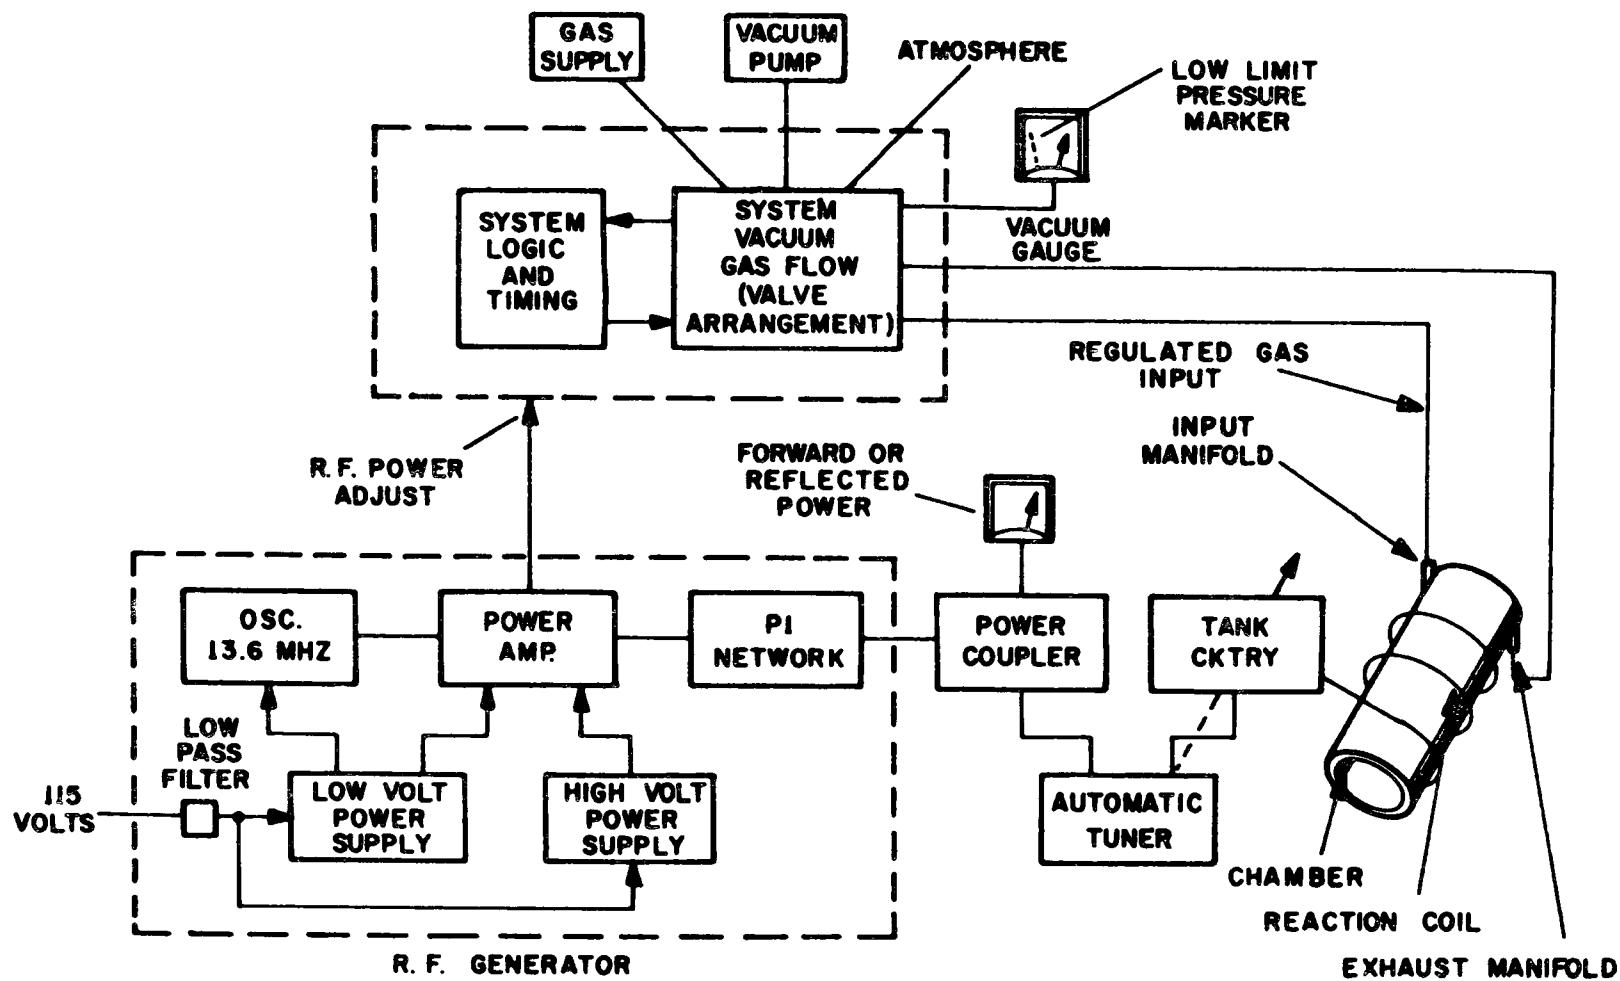 GAS
SUPPLY
VACUUM
PUMP
ATMOSPHERE
LOW LIMIT
PRESSURE
MARKER
SYSTEM
LOGIC
AND
TIMING
SYSTEM
VACUUM
GAS FLOW
(VALVE
ARRANGEMENT)
VACUUM
GAUGE
REGULATED GAS
INPUT
INPUT
MANIFOLD
R.F. POWER
ADJUST
FORWARD OR
REFLECTED
POWER
OSC.
13.6 MHZ
POWER
AMP.
PI
NETWORK
POWER
COUPLER
TANK
CKTRY
LOW
PASS
FILTER
115
VOLTS
LOW VOLT
POWER
SUPPLY
HIGH VOLT
POWER
SUPPLY
AUTOMATIC
TUNER
CHAMBER
REACTION COIL
EXHAUST MANIFOLD
R. F. GENERATOR